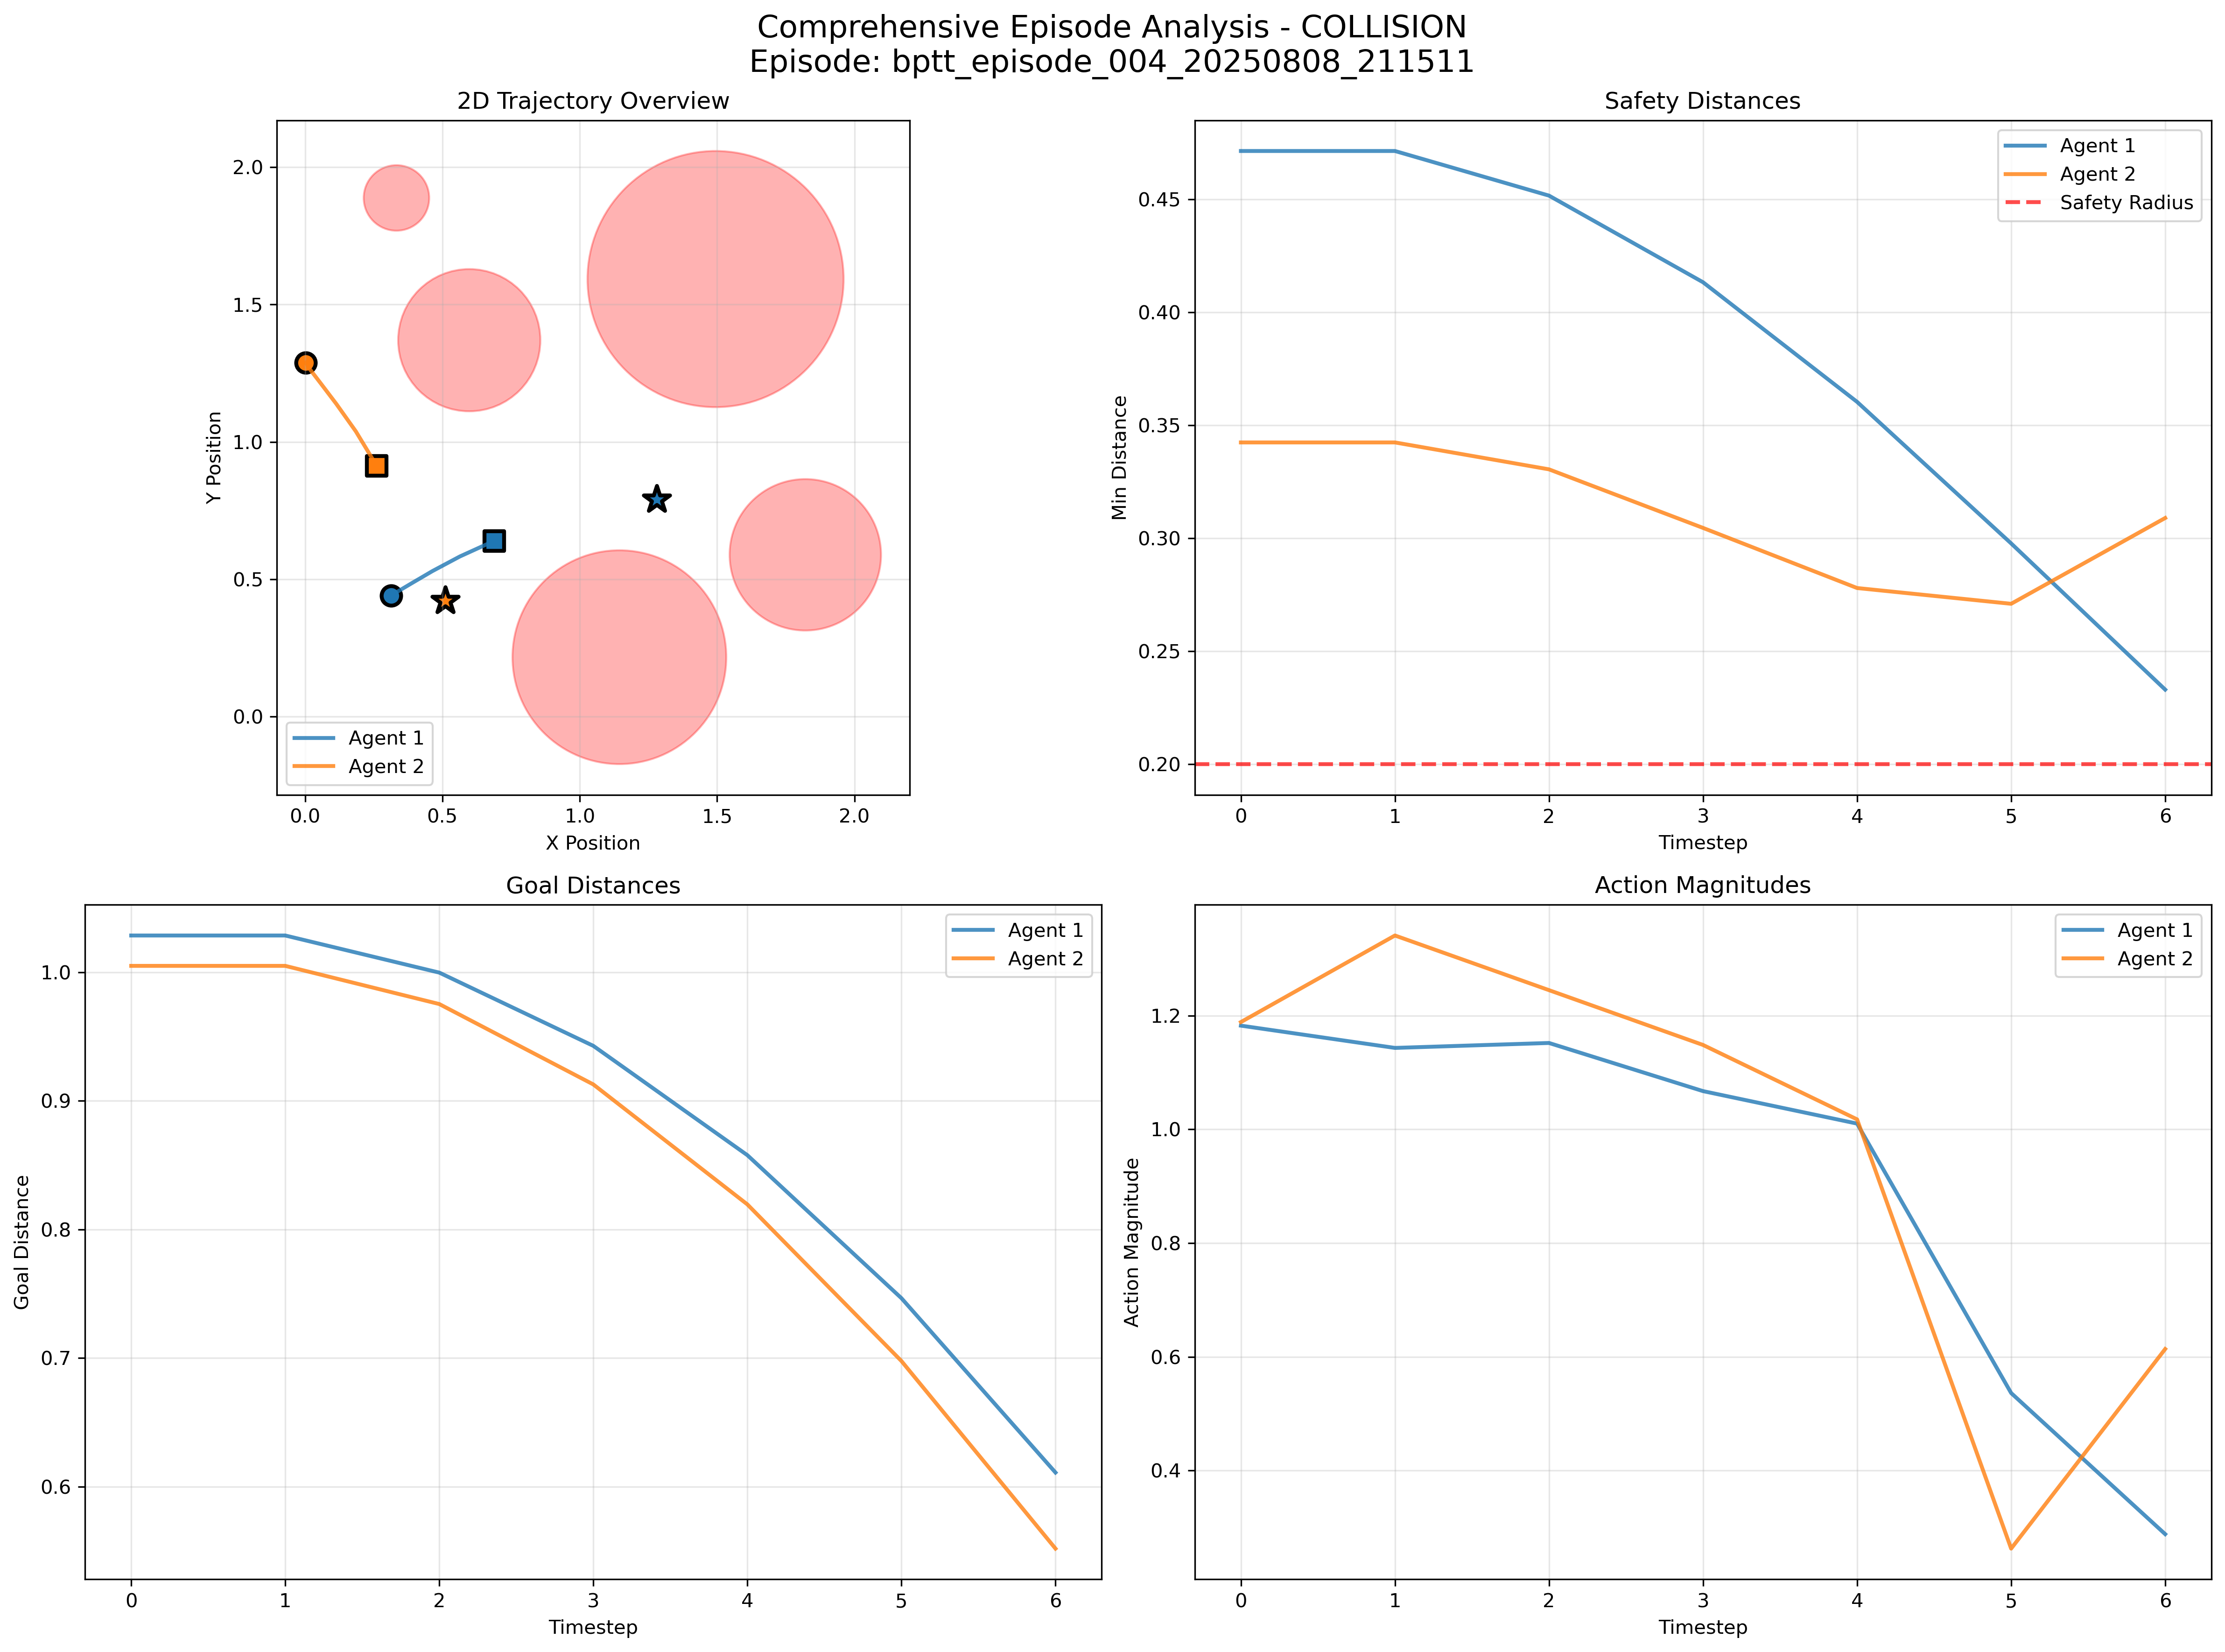 Comprehensive Episode Analysis - COLLISION
Episode: bptt_episode_004_20250808_211511
2D Trajectory Overview
2.0
1.5
1.0
0.5
0.0
Y Position
0.0 0.5 1.0 1.5 2.0
X Position
Agent 1
Agent 2
Safety Distances
0.45
0.40
0.35
0.30
0.25
0.20
Min Distance
0 1 2 3 4 5 6
Timestep
Agent 1
Agent 2
Safety Radius
Goal Distances
1.0
0.9
0.8
0.7
0.6
Goal Distance
0 1 2 3 4 5 6
Timestep
Agent 1
Agent 2
Action Magnitudes
1.2
1.0
0.8
0.6
0.4
Action Magnitude
0 1 2 3 4 5 6
Timestep
Agent 1
Agent 2